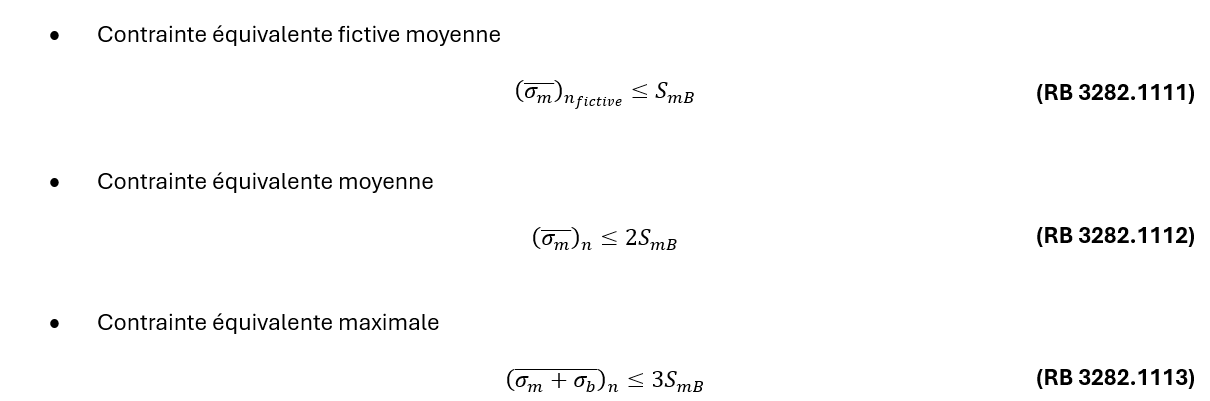 • Contrainte équivalente fictive moyenne
$(\overline{\sigma_m})_{n_{fictive}} \leq S_{mB}$ (RB 3282.1111)
• Contrainte équivalente moyenne
$(\overline{\sigma_m})_n \leq 2S_{mB}$ (RB 3282.1112)
• Contrainte équivalente maximale
$(\overline{\sigma_m + \sigma_b})_n \leq 3S_{mB}$ (RB 3282.1113)